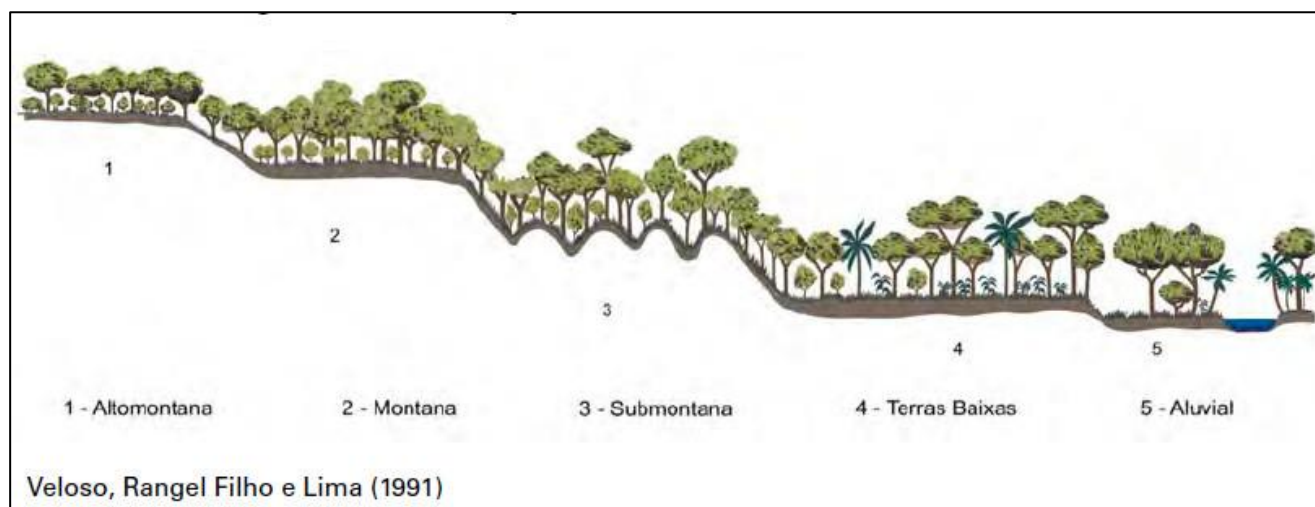 1
2
3
4
5
1 - Altomontana 2 - Montana 3 - Submontana 4 - Terras Baixas 5 - Aluvial
Veloso, Rangel Filho e Lima (1991)